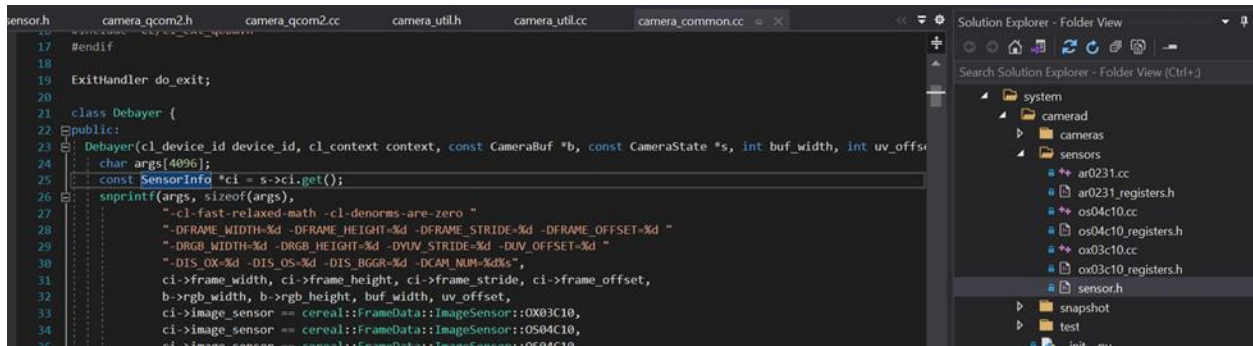 sensor.h camera_qcom2.h camera_qcom2.cc camera_util.h camera_util.cc camera_common.cc
17 #endif
18
19 ExitHandler do_exit;
20
21 class Debayer {
22 public:
23 Debayer(cl_device_id device_id, cl_context context, const CameraBuf *b, const CameraState *s, int buf_width, int uv_offse
24 char args[4096];
25 const SensorInfo *ci = s->ci.get();
26 snprintf(args, sizeof(args),
27 "-cl-fast-relaxed-math -cl-denorms-are-zero "
28 "-DFRAME_WIDTH=%d -DFRAME_HEIGHT=%d -DFRAME_STRIDE=%d -DFRAME_OFFSET=%d "
29 "-DRGB_WIDTH=%d -DRGB_HEIGHT=%d -DYUV_STRIDE=%d -DUV_OFFSET=%d "
30 "-DIS_OX=%d -DIS_OS=%d -DIS_BGGR=%d -DCAM_NUM=%d%s",
31 ci->frame_width, ci->frame_height, ci->frame_stride, ci->frame_offset,
32 b->rgb_width, b->rgb_height, buf_width, uv_offset,
33 ci->image_sensor == cereal::FrameData::ImageSensor::OX03C10,
34 ci->image_sensor == cereal::FrameData::ImageSensor::OS04C10,
Solution Explorer - Folder View
Search Solution Explorer - Folder View (Ctrl+;)
system
camerad
cameras
sensors
ar0231.cc
ar0231_registers.h
os04c10.cc
os04c10_registers.h
ox03c10.cc
ox03c10_registers.h
sensor.h
snapshot
test